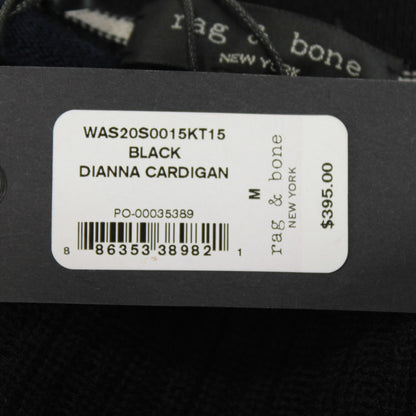 rag & bone
NEW YORK
WAS20S0015KT15
BLACK
DIANNA CARDIGAN
PO-00035389
8 86353 38982 1
M
rag & bone
NEW YORK
$395.00